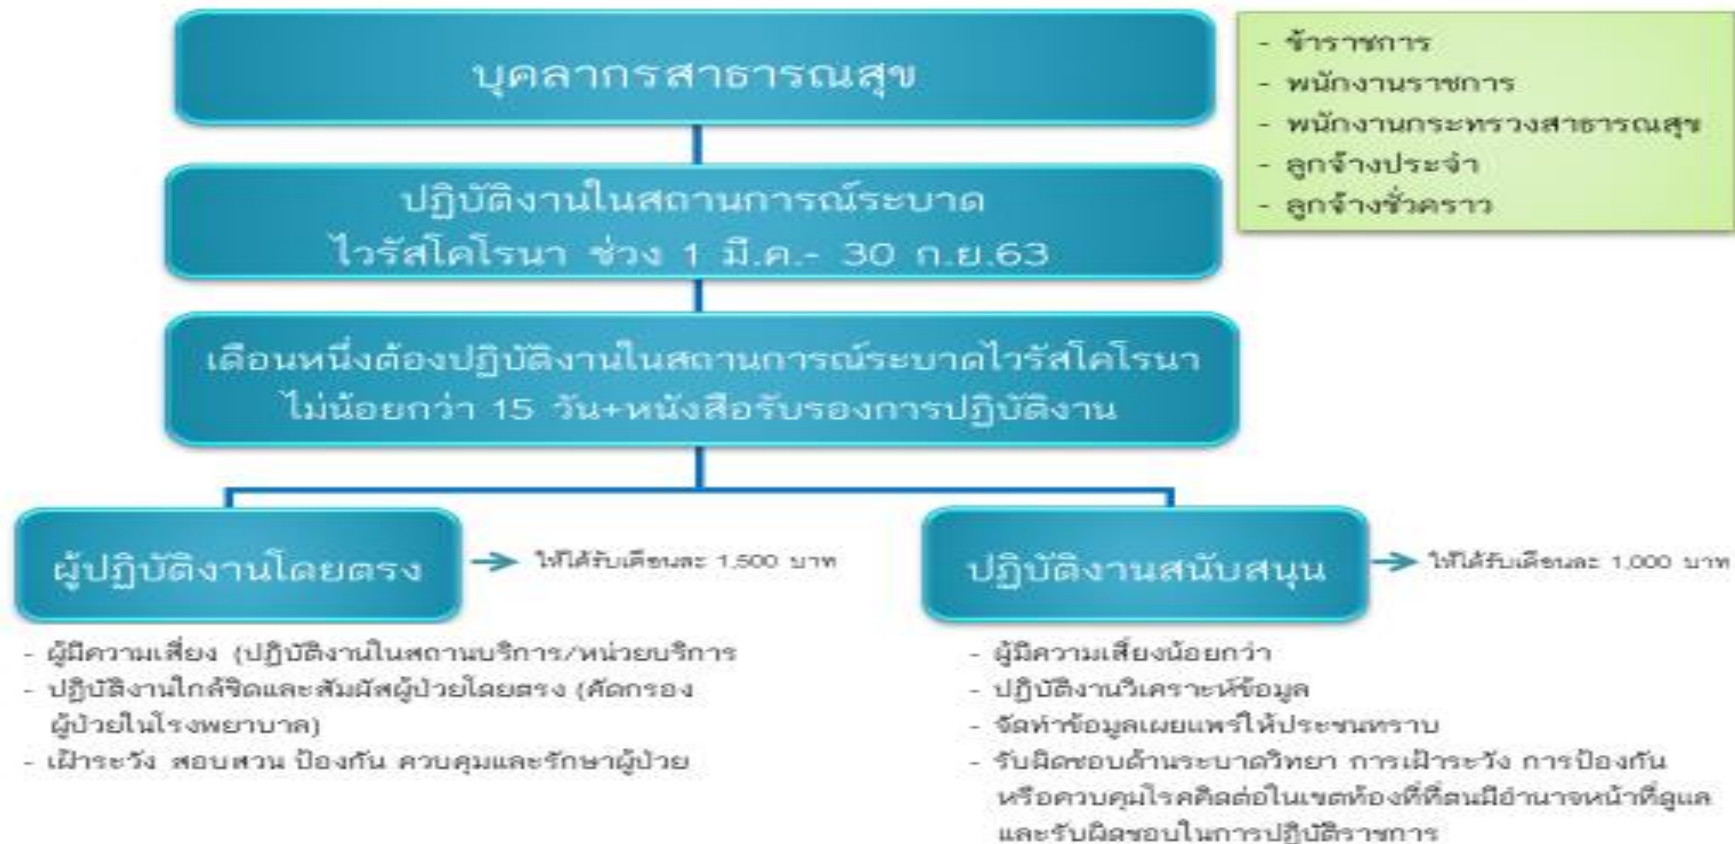 บุคลากรสาธารณสุข
- ข้าราชการ
- พนักงานราชการ
- พนักงานกระทรวงสาธารณสุข
- ลูกจ้างประจำ
- ลูกจ้างชั่วคราว
ปฏิบัติงานในสถานการณ์ระบาด
ไวรัสโคโรนา ช่วง 1 มี.ค.- 30 ก.ย.63
เดือนหนึ่งต้องปฏิบัติงานในสถานการณ์ระบาดไวรัสโคโรนา
ไม่น้อยกว่า 15 วัน+หนังสือรับรองการปฏิบัติงาน
ผู้ปฏิบัติงานโดยตรง
ให้ได้รับเดือนละ 1,500 บาท
- ผู้มีความเสี่ยง (ปฏิบัติงานในสถานบริการ/หน่วยบริการ
- ปฏิบัติงานใกล้ชิดและสัมผัสผู้ป่วยโดยตรง (คัดกรอง
ผู้ป่วยในโรงพยาบาล)
- เฝ้าระวัง สอบสวน ป้องกัน ควบคุมและรักษาผู้ป่วย
ปฏิบัติงานสนับสนุน
ให้ได้รับเดือนละ 1,000 บาท
- ผู้มีความเสี่ยงน้อยกว่า
- ปฏิบัติงานวิเคราะห์ข้อมูล
- จัดทำข้อมูลเผยแพร่ให้ประชนทราบ
- รับผิดชอบด้านระบาดวิทยา การเฝ้าระวัง การป้องกัน
หรือควบคุมโรคติดต่อในเขตท้องที่ที่ตนมีอำนาจหน้าที่ดูแล
และรับผิดชอบในการปฏิบัติราชการ